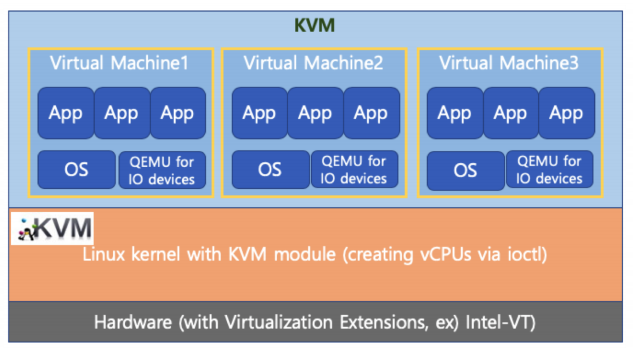 KVM
Virtual Machine1
App App App
OS
QEMU for
IO devices
Virtual Machine2
App App App
OS
QEMU for
IO devices
Virtual Machine3
App App App
OS
QEMU for
IO devices
KVM
Linux kernel with KVM module (creating vCPUs via ioctl)
Hardware (with Virtualization Extensions, ex) Intel-VT)